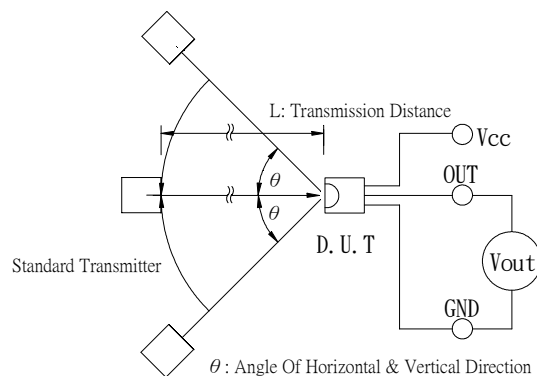 L: Transmission Distance
Vcc
θ
OUT
θ
D.U.T
Standard Transmitter
Vout
GND
θ : Angle Of Horizontal & Vertical Direction